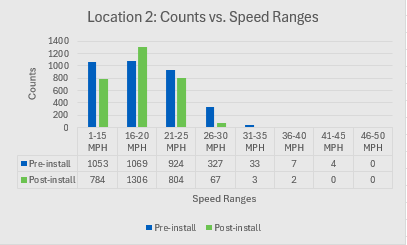 Location 2: Counts vs. Speed Ranges
1400
1200
1000
800
600
400
200
0
Counts
1-15 MPH 16-20 MPH 21-25 MPH 26-30 MPH 31-35 MPH 36-40 MPH 41-45 MPH 46-50 MPH
Pre-install 1053 1069 924 327 33 7 4 0
Post-install 784 1306 804 67 3 2 0 0
Speed Ranges
Pre-install Post-install